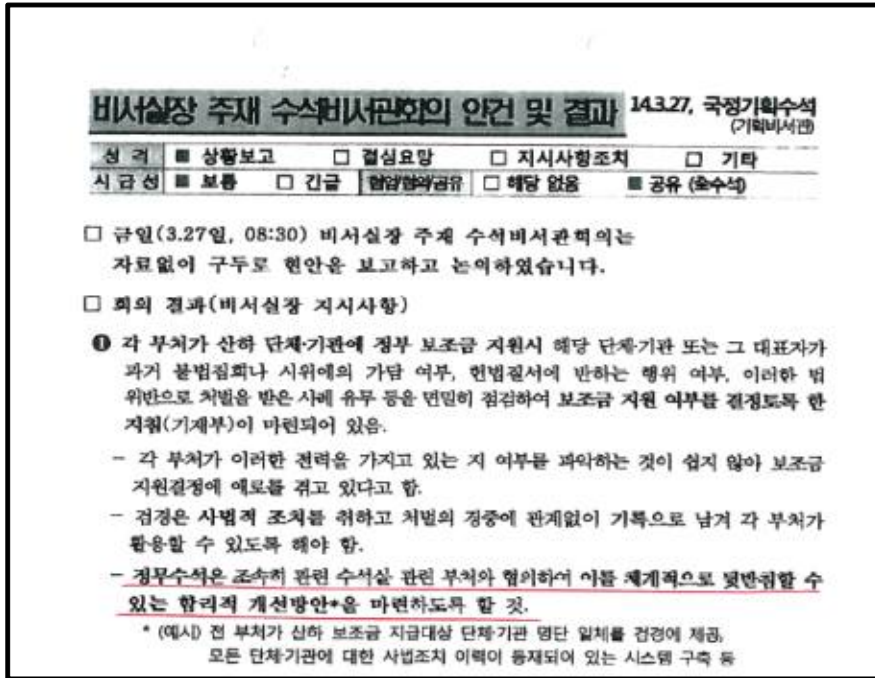 비서실장 주재 수석비서관회의 안건 및 결과 14.3.27, 국정기획수석
(기획비서관)
성 격 ■ 상황보고 □ 결심요망 □ 지시사항조치 □ 기타
시급성 ■ 보통 □ 긴급 □ 해당 없음 ■ 공유 (全수석)
□ 금일(3.27일, 08:30) 비서실장 주재 수석비서관회의는
자료없이 구두로 현안을 보고하고 논의하였습니다.
□ 회의 결과(비서실장 지시사항)
❶ 각 부처가 산하 단체·기관에 정부 보조금 지원시 해당 단체·기관 또는 그 대표자가
과거 불법집회나 시위에의 가담 여부, 헌법질서에 반하는 행위 여부, 이러한 법
위반으로 처벌을 받은 사례 유무 등을 면밀히 점검하여 보조금 지원 여부를 결정토록 한
지침(기재부)이 마련되어 있음.
- 각 부처가 이러한 전력을 가지고 있는 지 여부를 파악하는 것이 쉽지 않아 보조금
지원결정에 애로를 겪고 있다고 함.
- 검경은 사법적 조치를 취하고 처벌의 경중에 관계없이 기록으로 남겨 각 부처가
활용할 수 있도록 해야 함.
- 정무수석은 조속히 관련 수석실 관련 부처와 협의하여 이를 체계적으로 뒷받침할 수
있는 합리적 개선방안*을 마련하도록 할 것.
* (예시) 전 부처가 산하 보조금 지급대상 단체·기관 명단 일체를 검경에 제공,
모든 단체·기관에 대한 사법조치 이력이 등재되어 있는 시스템 구축 등